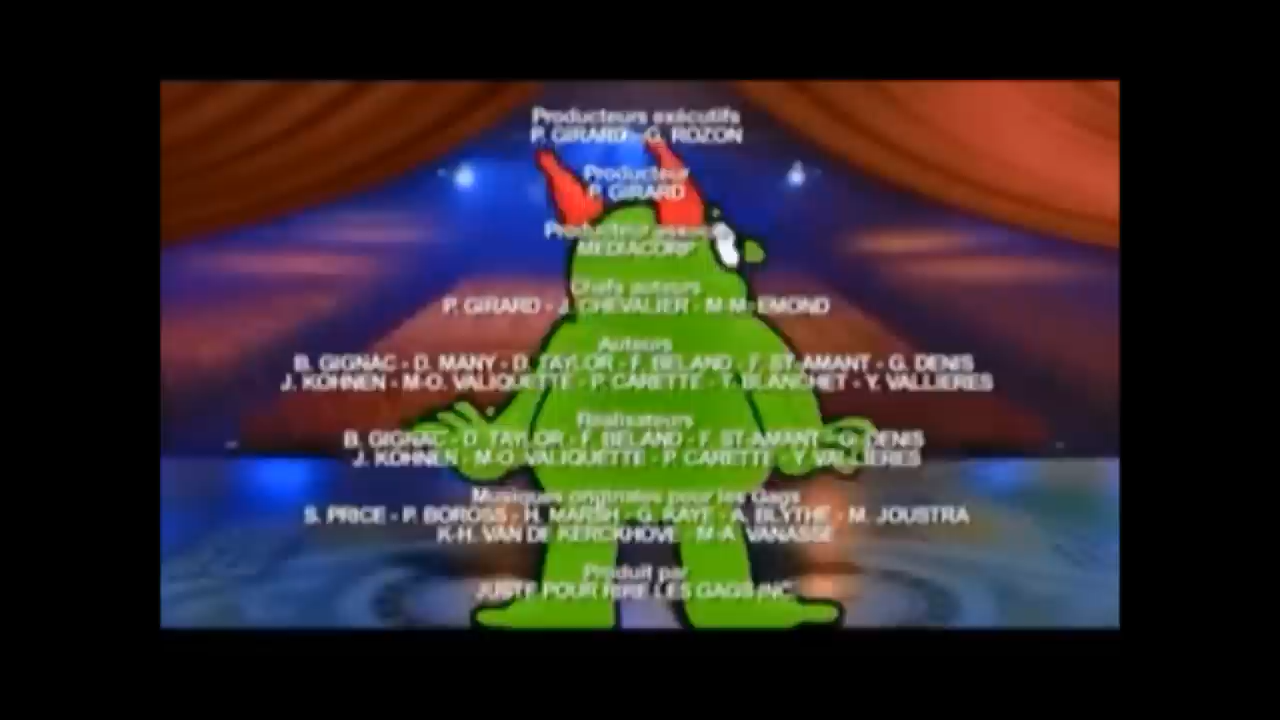 Producteurs exécutifs
P. GIRARD - G. ROZON
Producteur
P. GIRARD
Producteur associé
MEDIACORP
Chefs auteurs
P. GIRARD - J. CHEVALIER - M-M. EMOND
Auteurs
B. GIGNAC - D. MANY - D. TAYLOR - F. BELAND - F. ST-AMANT - G. DENIS
J. KOHNEN - M-O. VALIQUETTE - P. CARETTE - T. BLANCHET - Y. VALLIERES
Réalisateurs
B. GIGNAC - D. TAYLOR - F. BELAND - F. ST-AMANT - G. DENIS
J. KOHNEN - M-O. VALIQUETTE - P. CARETTE - Y. VALLIERES
Musiques originales pour les Gags
S. PRICE - P. BOROSS - H. MARSH - G. KAYE - A. BLYTHE - M. JOUSTRA
K-H. VAN DE KERCKHOVE - M-A. VANASSE
Produit par
JUSTE POUR RIRE LES GAGS INC.